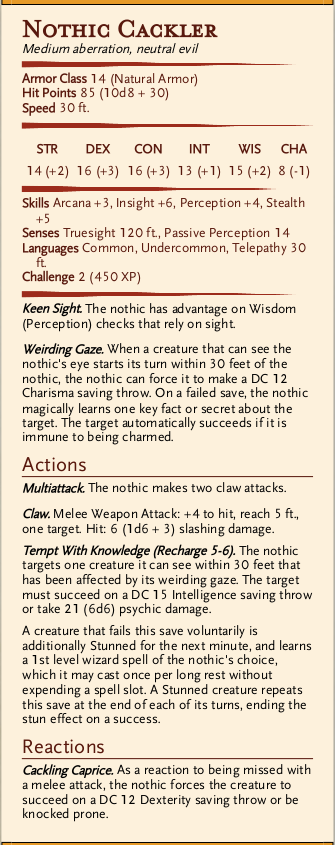 Nothic Cackler
Medium aberration, neutral evil
Armor Class 14 (Natural Armor)
Hit Points 85 (10d8 + 30)
Speed 30 ft.
STR DEX CON INT WIS CHA
14 (+2) 16 (+3) 16 (+3) 13 (+1) 15 (+2) 8 (-1)
Skills Arcana +3, Insight +6, Perception +4, Stealth
+5
Senses Truesight 120 ft., Passive Perception 14
Languages Common, Undercommon, Telepathy 30
ft.
Challenge 2 (450 XP)
Keen Sight. The nothic has advantage on Wisdom
(Perception) checks that rely on sight.
Weirding Gaze. When a creature that can see the
nothic's eye starts its turn within 30 feet of the
nothic, the nothic can force it to make a DC 12
Charisma saving throw. On a failed save, the nothic
magically learns one key fact or secret about the
target. The target automatically succeeds if it is
immune to being charmed.
Actions
Multiattack. The nothic makes two claw attacks.
Claw. Melee Weapon Attack: +4 to hit, reach 5 ft.,
one target. Hit: 6 (1d6 + 3) slashing damage.
Tempt With Knowledge (Recharge 5-6). The nothic
targets one creature it can see within 30 feet that
has been affected by its weirding gaze. The target
must succeed on a DC 15 Intelligence saving throw
or take 21 (6d6) psychic damage.
A creature that fails this save voluntarily is
additionally Stunned for the next minute, and learns
a 1st level wizard spell of the nothic's choice,
which it may cast once per long rest without
expending a spell slot. A Stunned creature repeats
this save at the end of each of its turns, ending the
stun effect on a success.
Reactions
Cackling Caprice. As a reaction to being missed with
a melee attack, the nothic forces the creature to
succeed on a DC 12 Dexterity saving throw or be
knocked prone.